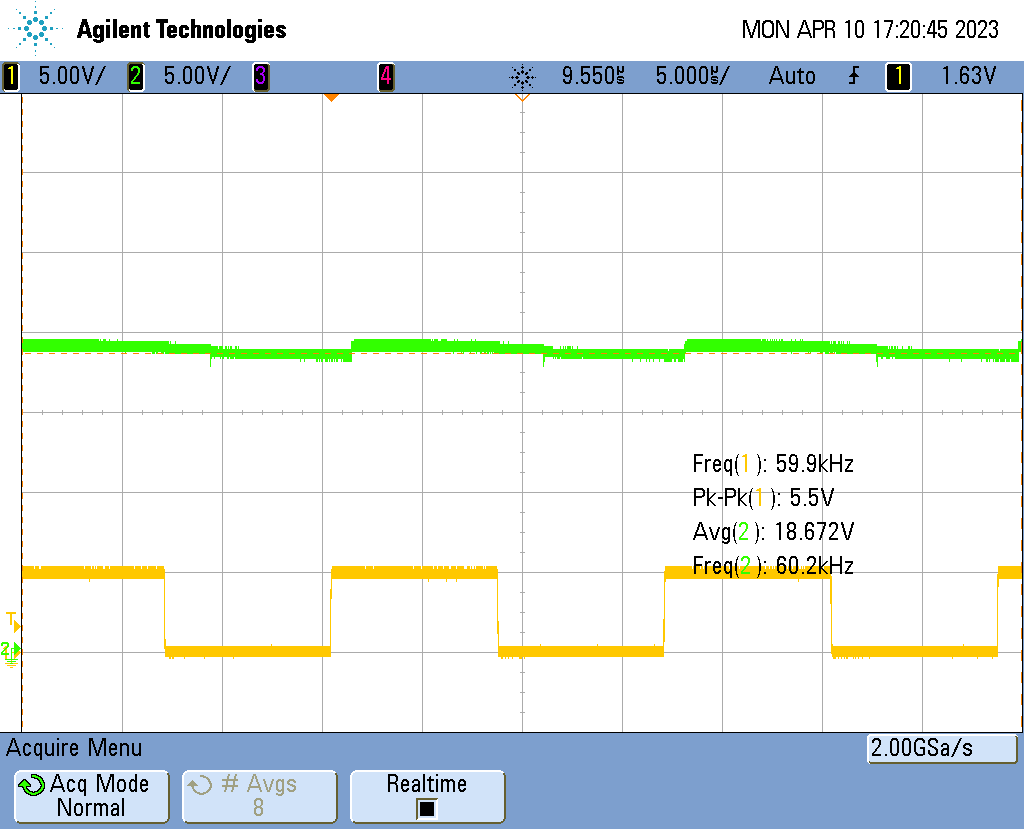 Agilent Technologies
MON APR 10 17:20:45 2023
1 5.00V/ 2 5.00V/ 3 4 9.550µs 5.000µs/ Auto 1 1.63V
Freq(1): 59.9kHz
Pk-Pk(1): 5.5V
Avg(2): 18.672V
Freq(2): 60.2kHz
T
2
Acquire Menu
2.00GSa/s
Acq Mode
Normal
# Avgs
8
Realtime